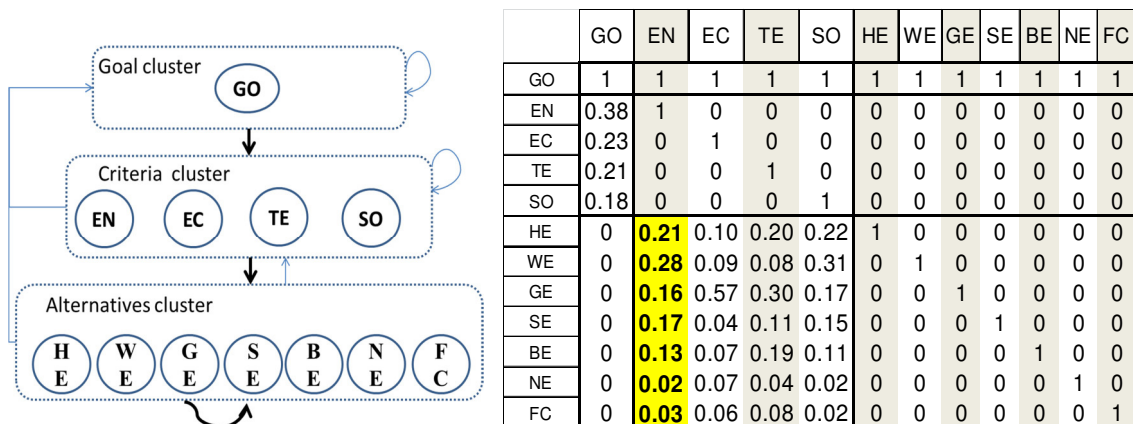 Goal cluster
GO
Criteria cluster
EN EC TE SO
Alternatives cluster
H W G S B N F
E E E E E E C
GO EN EC TE SO HE WE GE SE BE NE FC
GO 1 1 1 1 1 1 1 1 1 1 1 1
EN 0.38 1 0 0 0 0 0 0 0 0 0 0
EC 0.23 0 1 0 0 0 0 0 0 0 0 0
TE 0.21 0 0 1 0 0 0 0 0 0 0 0
SO 0.18 0 0 0 1 0 0 0 0 0 0 0
HE 0 0.21 0.10 0.20 0.22 1 0 0 0 0 0 0
WE 0 0.28 0.09 0.08 0.31 0 1 0 0 0 0 0
GE 0 0.16 0.57 0.30 0.17 0 0 1 0 0 0 0
SE 0 0.17 0.04 0.11 0.15 0 0 0 1 0 0 0
BE 0 0.13 0.07 0.19 0.11 0 0 0 0 1 0 0
NE 0 0.02 0.07 0.04 0.02 0 0 0 0 0 1 0
FC 0 0.03 0.06 0.08 0.02 0 0 0 0 0 0 1